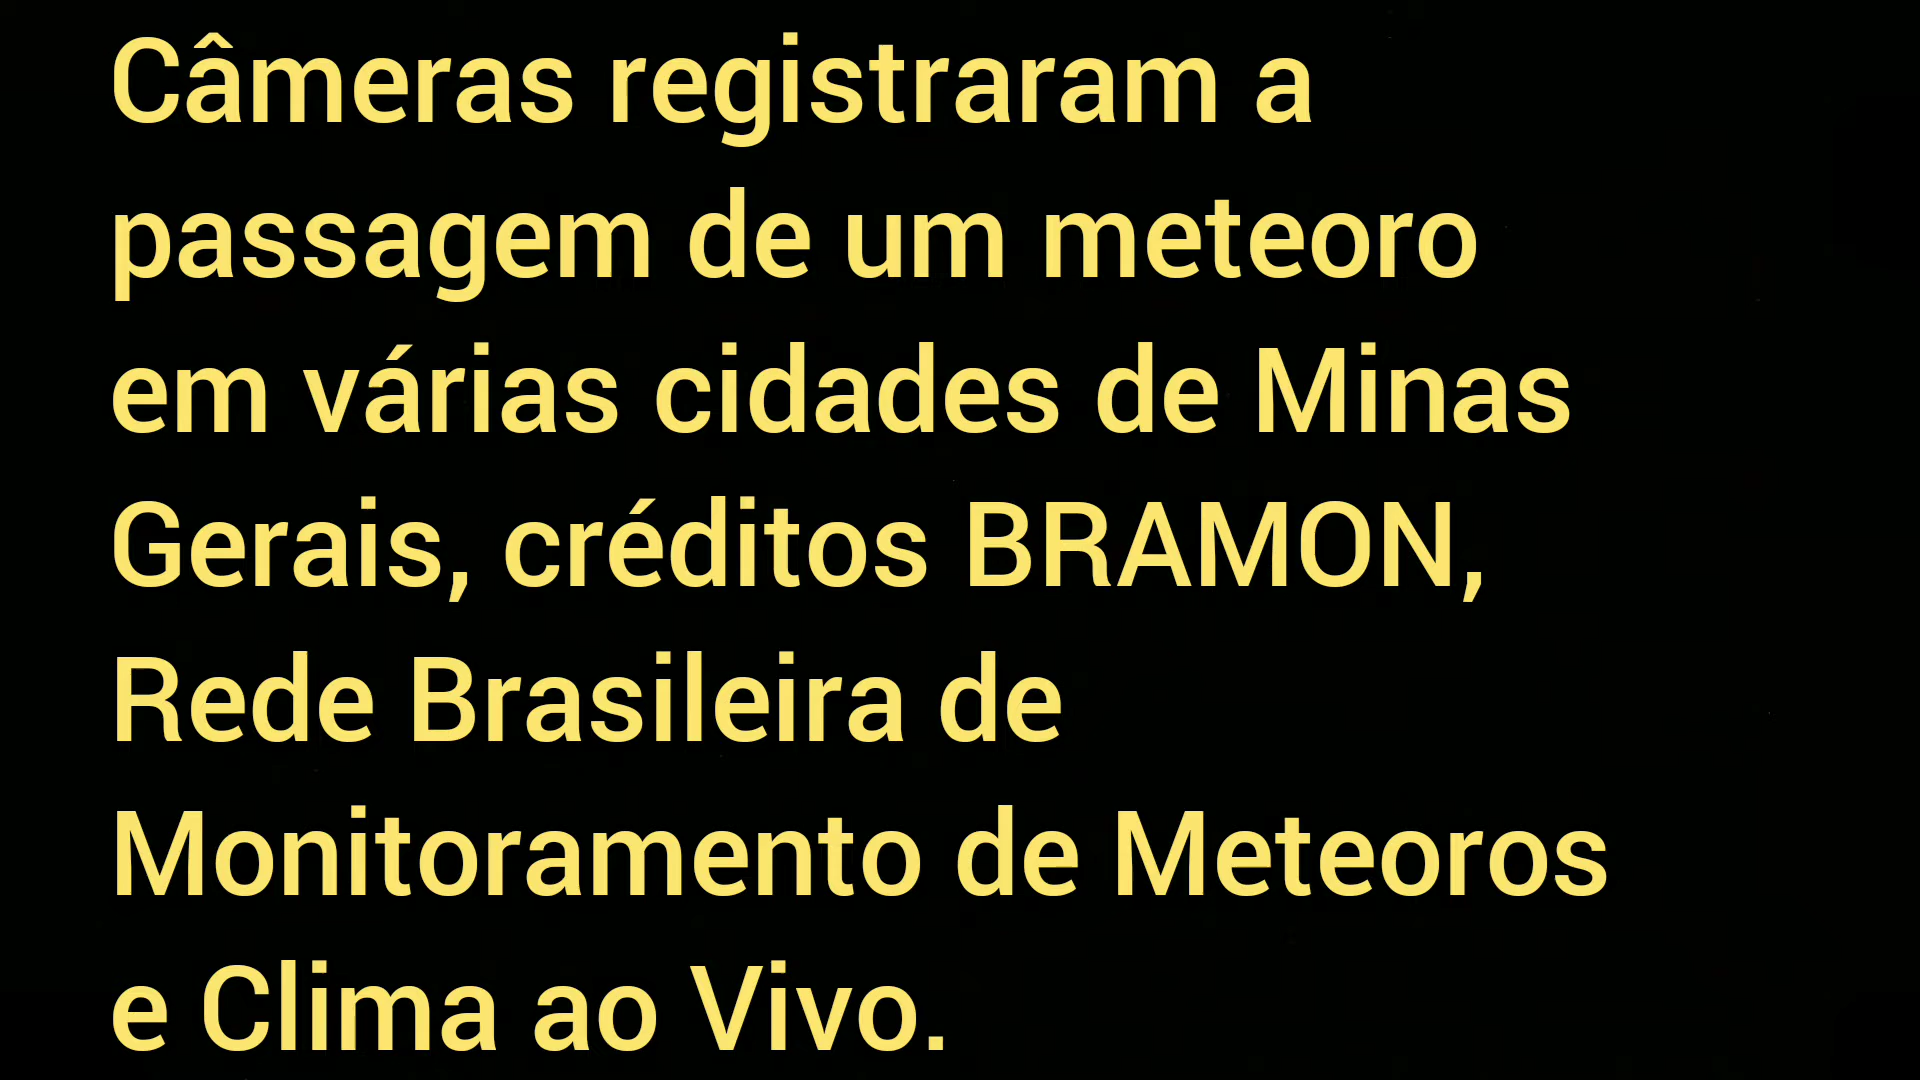 Câmeras registraram a
passagem de um meteoro
em várias cidades de Minas
Gerais, créditos BRAMON,
Rede Brasileira de
Monitoramento de Meteoros
e Clima ao Vivo.